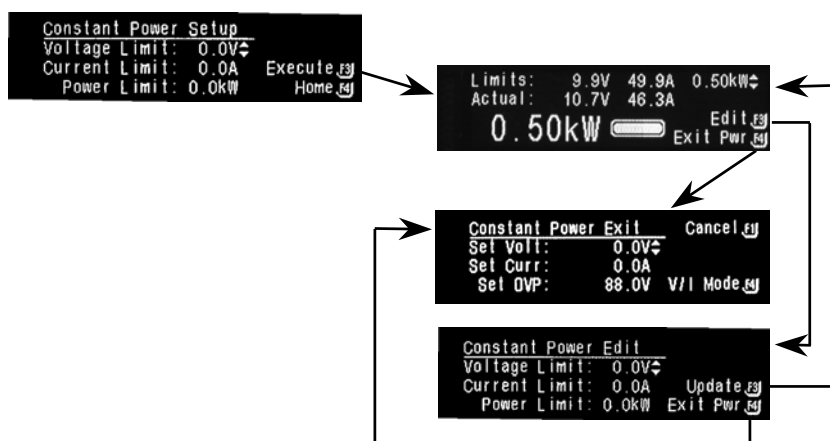 Constant Power Setup
Voltage Limit: 0.0V
Current Limit: 0.0A Execute F3
Power Limit: 0.0kW Home F4
Limits: 9.9V 49.9A 0.50kW
Actual: 10.7V 46.3A
Edit F3
0.50kW Exit Pwr F4
Constant Power Exit Cancel F1
Set Volt: 0.0V
Set Curr: 0.0A
Set OVP: 88.0V V/I Mode F4
Constant Power Edit
Voltage Limit: 0.0V
Current Limit: 0.0A Update F3
Power Limit: 0.0kW Exit Pwr F4